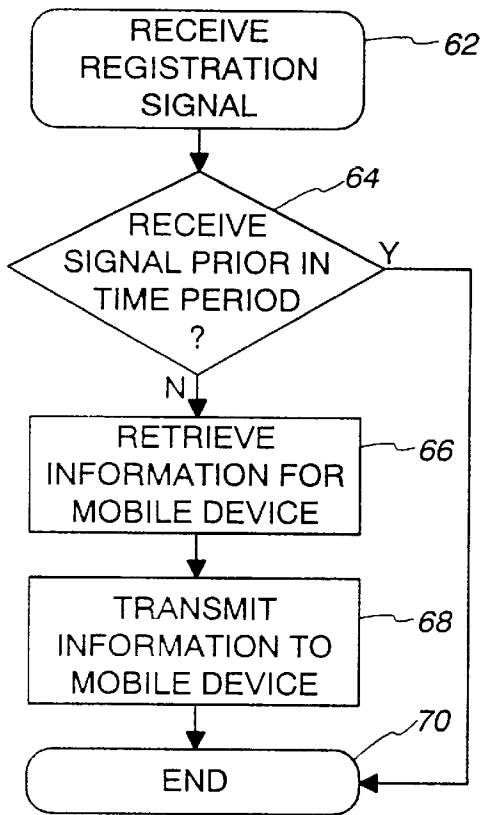 RECEIVE
REGISTRATION
SIGNAL
62
64
RECEIVE
SIGNAL PRIOR IN
TIME PERIOD
?
Y
N
RETRIEVE
INFORMATION FOR
MOBILE DEVICE
66
TRANSMIT
INFORMATION TO
MOBILE DEVICE
68
70
END